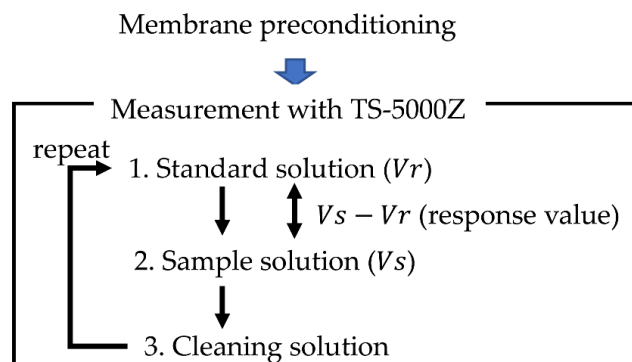 Membrane preconditioning
Measurement with TS-5000Z
repeat
1. Standard solution (Vr)
Vs − Vr (response value)
2. Sample solution (Vs)
3. Cleaning solution